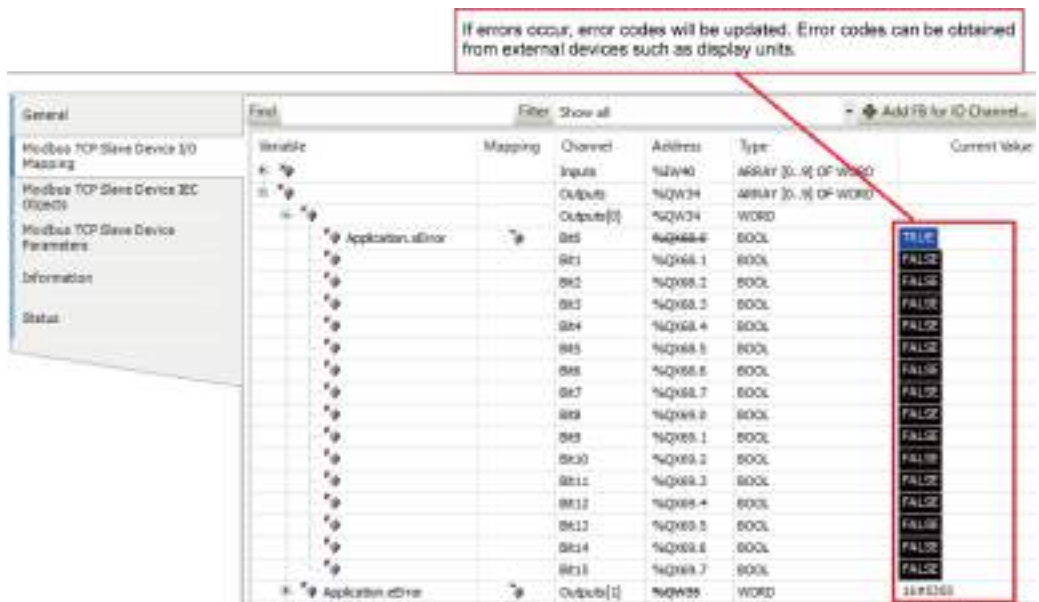 If errors occur, error codes will be updated. Error codes can be obtained
from external devices such as display units.
General
Modbus TCP Slave Device I/O
Mapping
Modbus TCP Slave Device IEC
Objects
Modbus TCP Slave Device
Parameters
Information
Status
Find Filter Show all Add FB for IO Channel...
Variable Mapping Channel Address Type Current Value
Inputs %IW40 ARRAY [0..9] OF WORD
Outputs %QW34 ARRAY [0..9] OF WORD
Outputs[0] %QW34 WORD
Application.xError Bit0 %QX68.0 BOOL TRUE
Bit1 %QX68.1 BOOL FALSE
Bit2 %QX68.2 BOOL FALSE
Bit3 %QX68.3 BOOL FALSE
Bit4 %QX68.4 BOOL FALSE
Bit5 %QX68.5 BOOL FALSE
Bit6 %QX68.6 BOOL FALSE
Bit7 %QX68.7 BOOL FALSE
Bit8 %QX69.0 BOOL FALSE
Bit9 %QX69.1 BOOL FALSE
Bit10 %QX69.2 BOOL FALSE
Bit11 %QX69.3 BOOL FALSE
Bit12 %QX69.4 BOOL FALSE
Bit13 %QX69.5 BOOL FALSE
Bit14 %QX69.6 BOOL FALSE
Bit15 %QX69.7 BOOL FALSE
Application.eError Outputs[1] %QW35 WORD